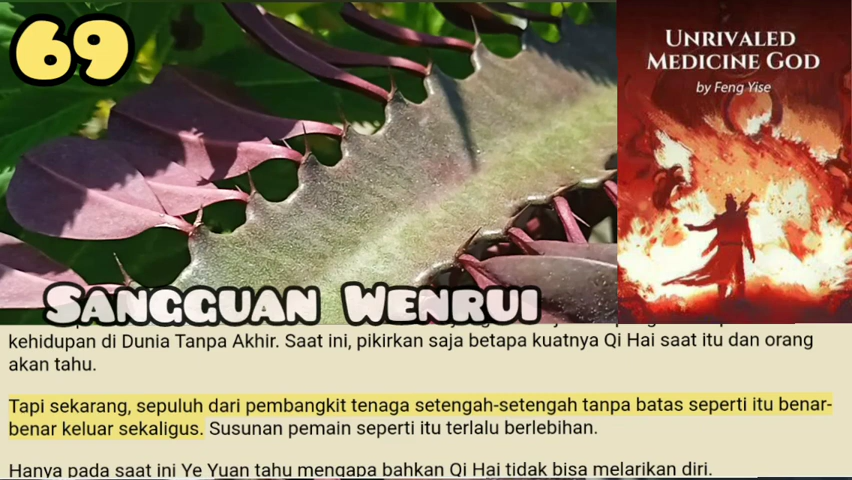 69
UNRIVALED
MEDICINE GOD
by Feng Yise
SANGGUAN WENRUI
kehidupan di Dunia Tanpa Akhir. Saat ini, pikirkan saja betapa kuatnya Qi Hai saat itu dan orang
akan tahu.
Tapi sekarang, sepuluh dari pembangkit tenaga setengah-setengah tanpa batas seperti itu benar-
benar keluar sekaligus. Susunan pemain seperti itu terlalu berlebihan.
Hanya pada saat ini Ye Yuan tahu mengapa bahkan Qi Hai tidak bisa melarikan diri.